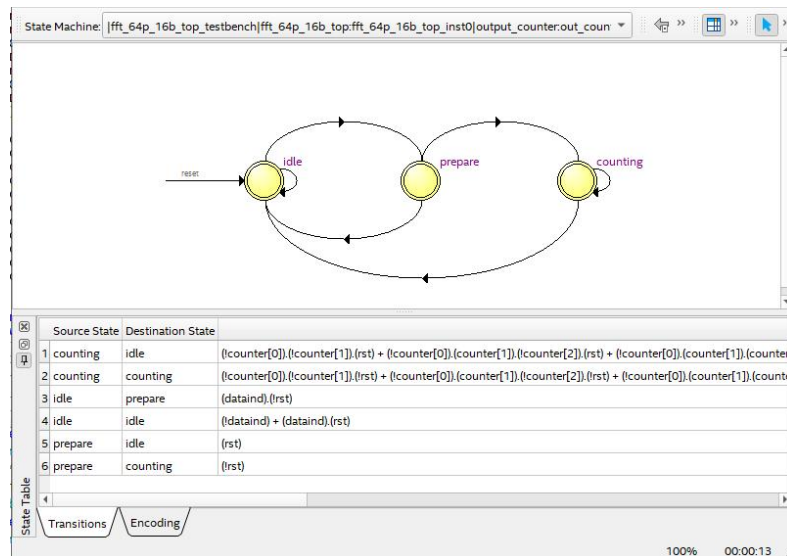 State Machine: |fft_64p_16b_top_testbench|fft_64p_16b_top:fft_64p_16b_top_inst0|output_counter:out_coun
idle
prepare
counting
reset
Source State Destination State
1 counting idle (!counter[0]).(!counter[1]).(rst) + (!counter[0]).(counter[1]).(!counter[2]).(rst) + (!counter[0]).(counter[1]).(counter
2 counting counting (!counter[0]).(!counter[1]).(!rst) + (!counter[0]).(counter[1]).(!counter[2]).(!rst) + (!counter[0]).(counter[1]).(counte
3 idle prepare (dataind).(!rst)
4 idle idle (!dataind) + (dataind).(rst)
5 prepare idle (rst)
6 prepare counting (!rst)
State Table
Transitions Encoding
100% 00:00:13